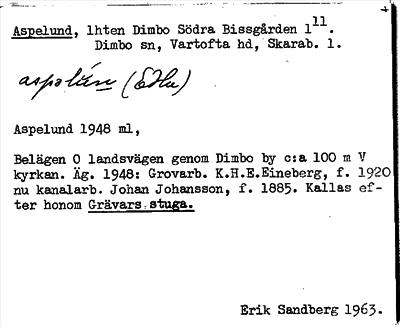 Aspelund, lhten Dimbo Södra Bissgården 1¹¹.
Dimbo sn, Vartofta hd, Skarab. l.
aspelún (Edla)
Aspelund 1948 ml,
Belägen O landsvägen genom Dimbo by c:a 100 m V
kyrkan. Äg. 1948: Grovarb. K.H.E.Eineberg, f. 1920
nu kanalarb. Johan Johansson, f. 1885. Kallas ef-
ter honom Grävars stuga.
Erik Sandberg 1963.